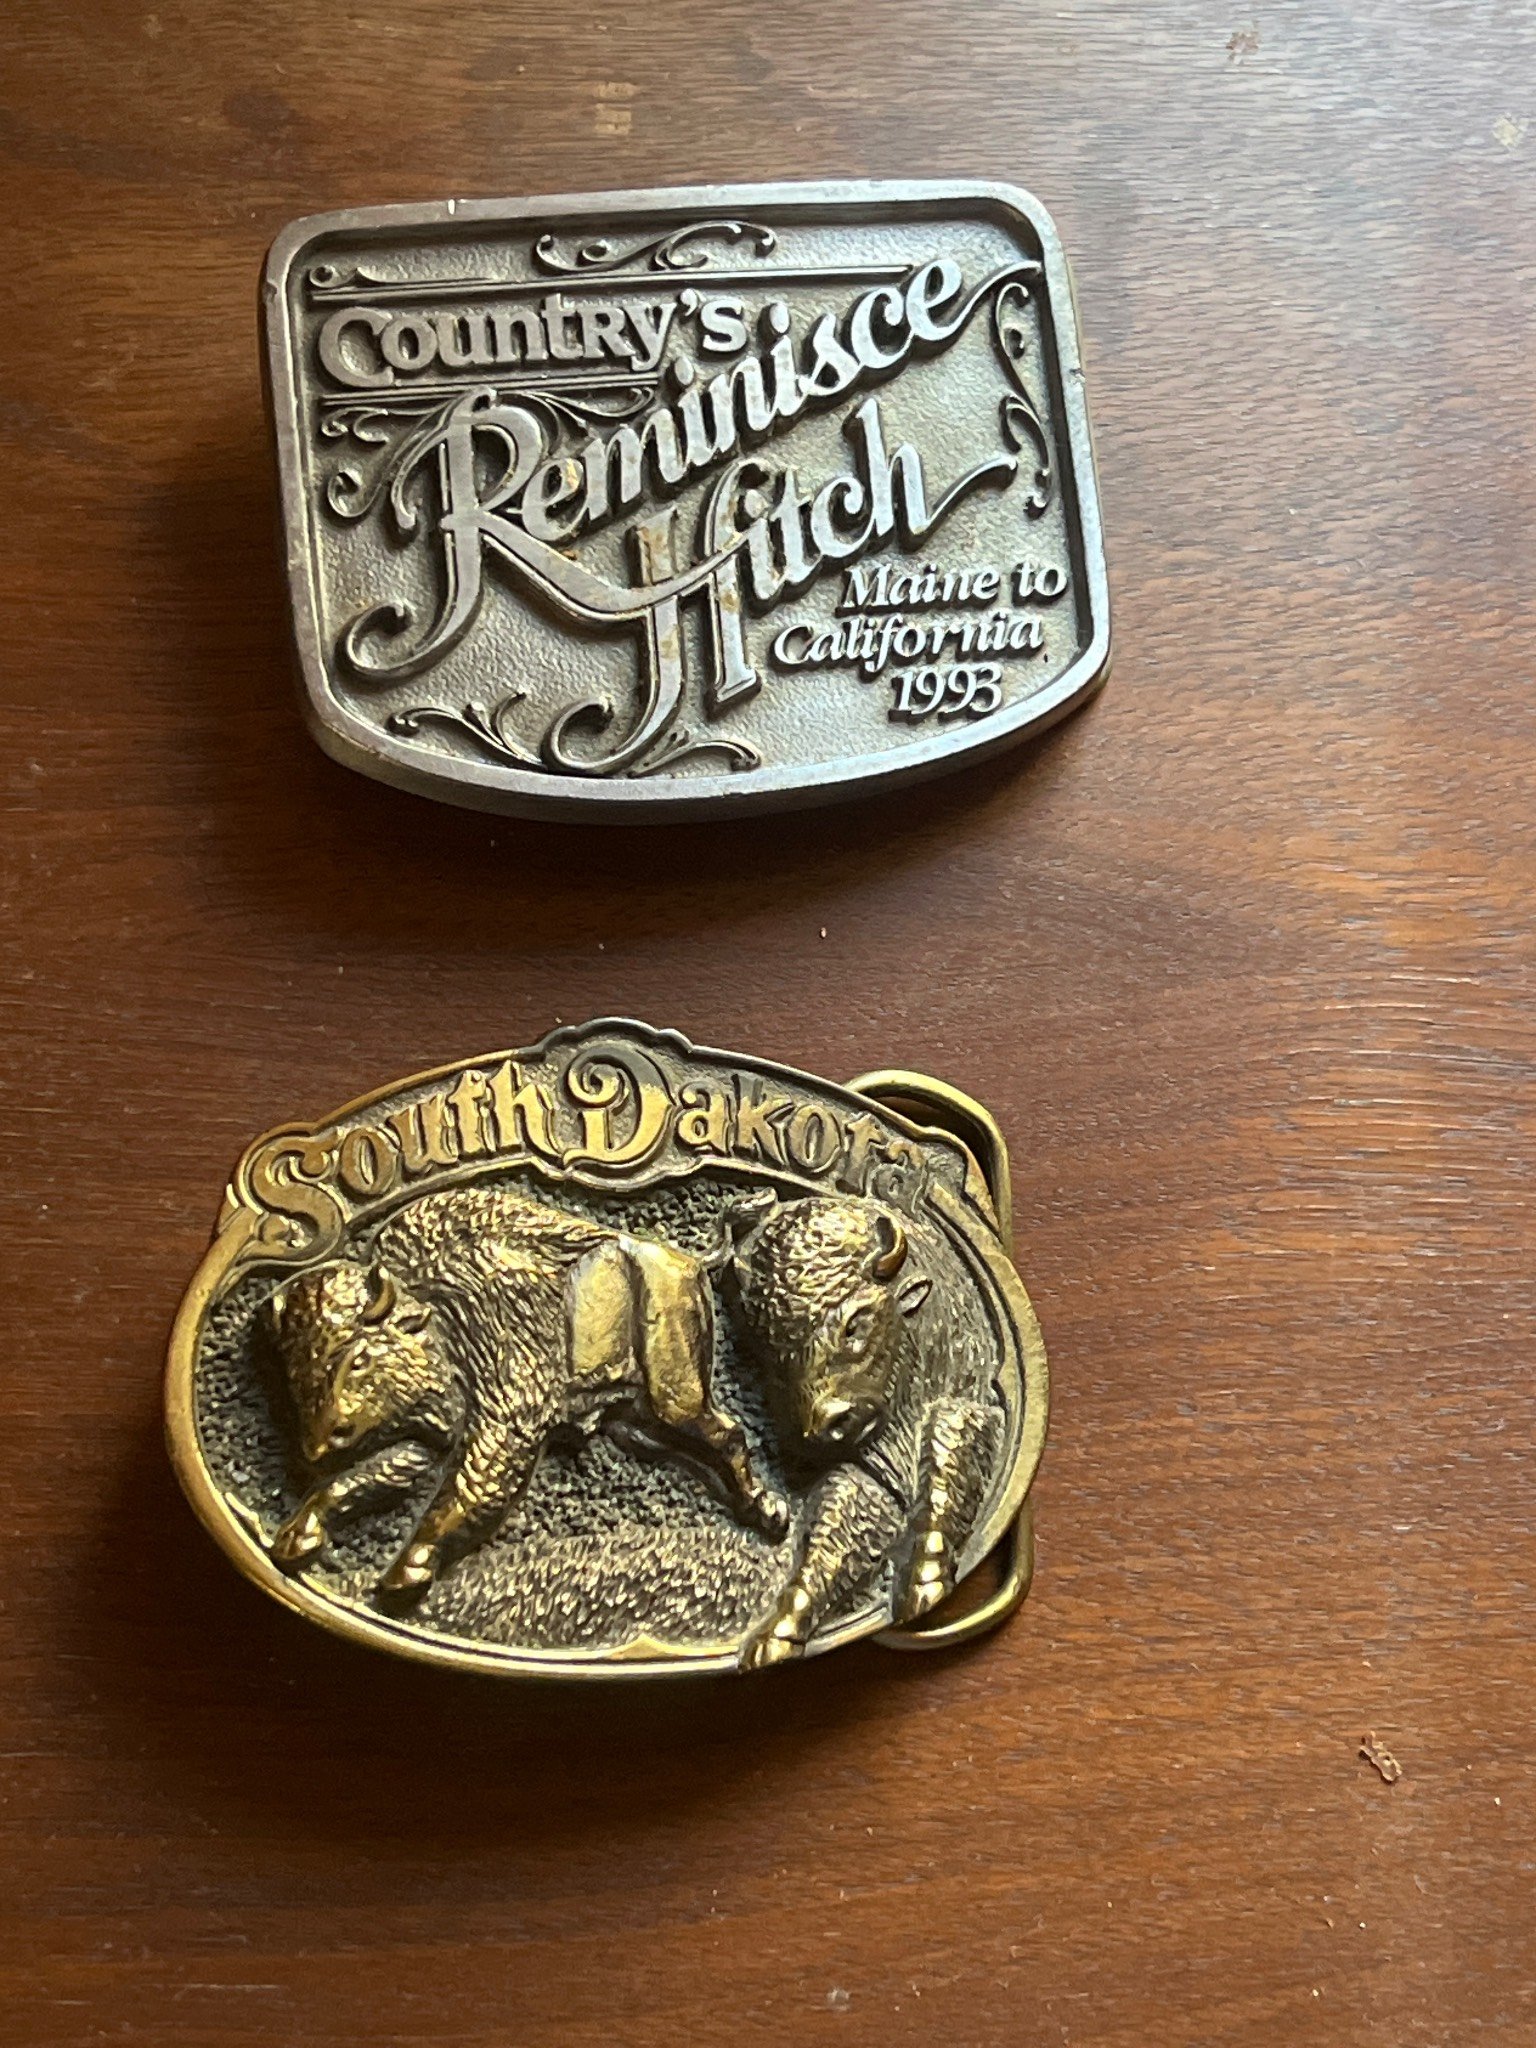 Country's
Reminisce
Hitch
Maine to
California
1993
South Dakota